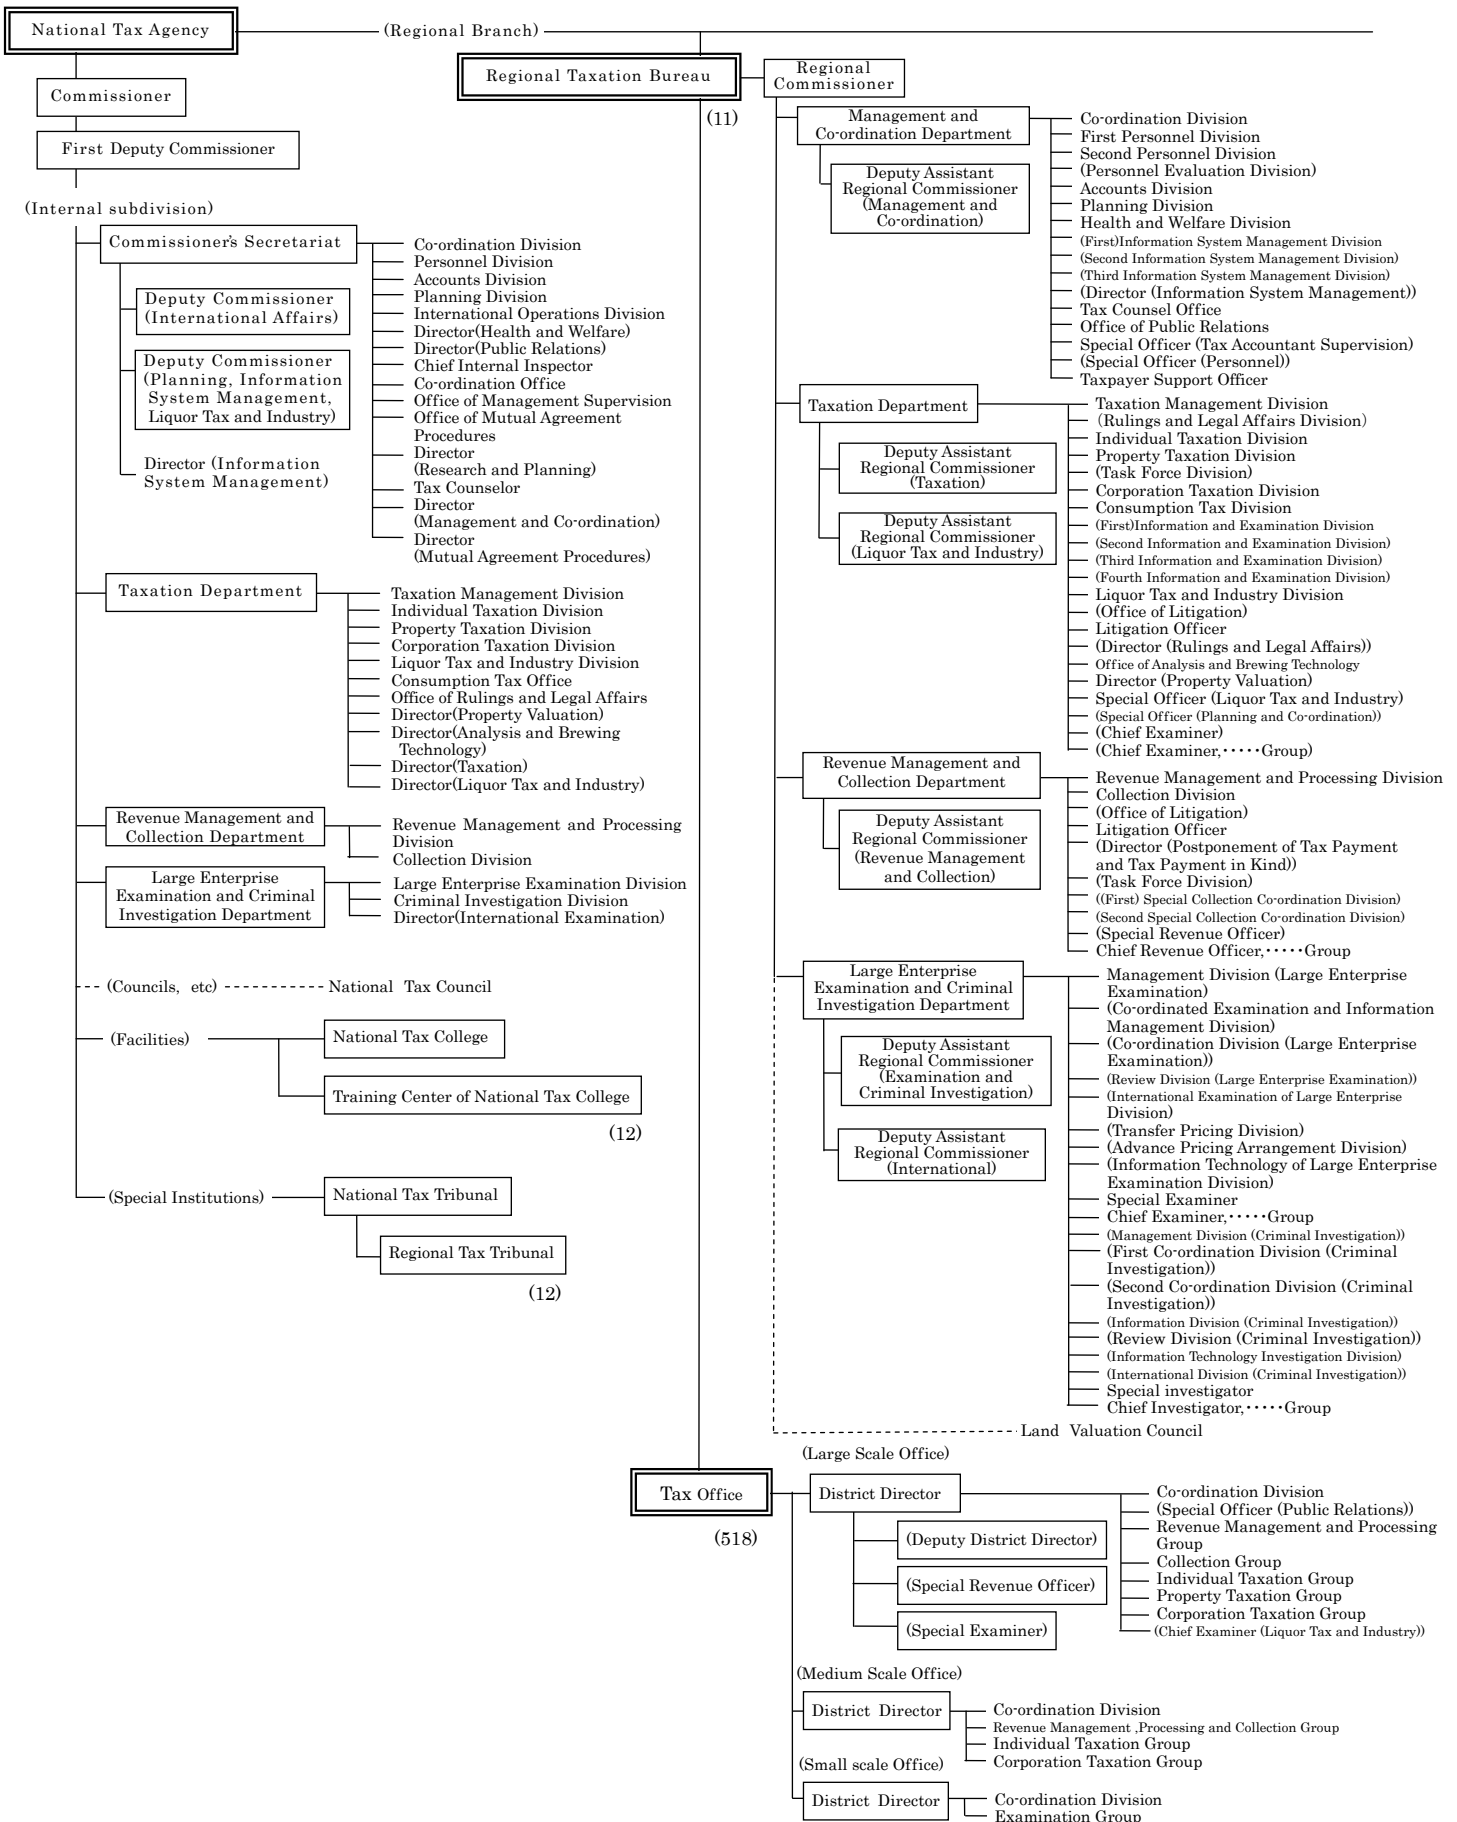 National Tax Agency
(Regional Branch)
Commissioner
First Deputy Commissioner
(Internal subdivision)
Commissioner's Secretariat
Deputy Commissioner
(International Affairs)
Deputy Commissioner
(Planning, Information
System Management,
Liquor Tax and Industry)
Director (Information
System Management)
Co-ordination Division
Personnel Division
Accounts Division
Planning Division
International Operations Division
Director(Health and Welfare)
Director(Public Relations)
Chief Internal Inspector
Co-ordination Office
Office of Management Supervision
Office of Mutual Agreement
Procedures
Director
(Research and Planning)
Tax Counselor
Director
(Management and Co-ordination)
Director
(Mutual Agreement Procedures)
Taxation Department
Taxation Management Division
Individual Taxation Division
Property Taxation Division
Corporation Taxation Division
Liquor Tax and Industry Division
Consumption Tax Office
Office of Rulings and Legal Affairs
Director(Property Valuation)
Director(Analysis and Brewing
Technology)
Director(Taxation)
Director(Liquor Tax and Industry)
Revenue Management and
Collection Department
Revenue Management and Processing
Division
Collection Division
Large Enterprise
Examination and Criminal
Investigation Department
Large Enterprise Examination Division
Criminal Investigation Division
Director(International Examination)
(Councils, etc)
National Tax Council
(Facilities)
National Tax College
Training Center of National Tax College
(12)
(Special Institutions)
National Tax Tribunal
Regional Tax Tribunal
(12)
Regional Taxation Bureau
(11)
Regional
Commissioner
Management and
Co-ordination Department
Deputy Assistant
Regional Commissioner
(Management and
Co-ordination)
Co-ordination Division
First Personnel Division
Second Personnel Division
(Personnel Evaluation Division)
Accounts Division
Planning Division
Health and Welfare Division
(First)Information System Management Division
(Second Information System Management Division)
(Third Information System Management Division)
(Director (Information System Management))
Tax Counsel Office
Office of Public Relations
Special Officer (Tax Accountant Supervision)
(Special Officer (Personnel))
Taxpayer Support Officer
Taxation Department
Deputy Assistant
Regional Commissioner
(Taxation)
Deputy Assistant
Regional Commissioner
(Liquor Tax and Industry)
Taxation Management Division
(Rulings and Legal Affairs Division)
Individual Taxation Division
Property Taxation Division
(Task Force Division)
Corporation Taxation Division
Consumption Tax Division
(First)Information and Examination Division
(Second Information and Examination Division)
(Third Information and Examination Division)
(Fourth Information and Examination Division)
Liquor Tax and Industry Division
(Office of Litigation)
Litigation Officer
(Director (Rulings and Legal Affairs))
Office of Analysis and Brewing Technology
Director (Property Valuation)
Special Officer (Liquor Tax and Industry)
(Special Officer (Planning and Co-ordination))
(Chief Examiner)
(Chief Examiner,·····Group)
Revenue Management and
Collection Department
Deputy Assistant
Regional Commissioner
(Revenue Management
and Collection)
Revenue Management and Processing Division
Collection Division
(Office of Litigation)
Litigation Officer
(Director (Postponement of Tax Payment
and Tax Payment in Kind))
(Task Force Division)
((First) Special Collection Co-ordination Division)
(Second Special Collection Co-ordination Division)
(Special Revenue Officer)
Chief Revenue Officer,·····Group
Large Enterprise
Examination and Criminal
Investigation Department
Deputy Assistant
Regional Commissioner
(Examination and
Criminal Investigation)
Deputy Assistant
Regional Commissioner
(International)
Management Division (Large Enterprise
Examination)
(Co-ordinated Examination and Information
Management Division)
(Co-ordination Division (Large Enterprise
Examination))
(Review Division (Large Enterprise Examination))
(International Examination of Large Enterprise
Division)
(Transfer Pricing Division)
(Advance Pricing Arrangement Division)
(Information Technology of Large Enterprise
Examination Division)
Special Examiner
Chief Examiner,·····Group
(Management Division (Criminal Investigation))
(First Co-ordination Division (Criminal
Investigation))
(Second Co-ordination Division (Criminal
Investigation))
(Information Division (Criminal Investigation))
(Review Division (Criminal Investigation))
(Information Technology Investigation Division)
(International Division (Criminal Investigation))
Special investigator
Chief Investigator,·····Group
Land Valuation Council
Tax Office
(518)
(Large Scale Office)
District Director
(Deputy District Director)
(Special Revenue Officer)
(Special Examiner)
Co-ordination Division
(Special Officer (Public Relations))
Revenue Management and Processing
Group
Collection Group
Individual Taxation Group
Property Taxation Group
Corporation Taxation Group
(Chief Examiner (Liquor Tax and Industry))
(Medium Scale Office)
District Director
Co-ordination Division
Revenue Management ,Processing and Collection Group
Individual Taxation Group
Corporation Taxation Group
(Small scale Office)
District Director
Co-ordination Division
Examination Group